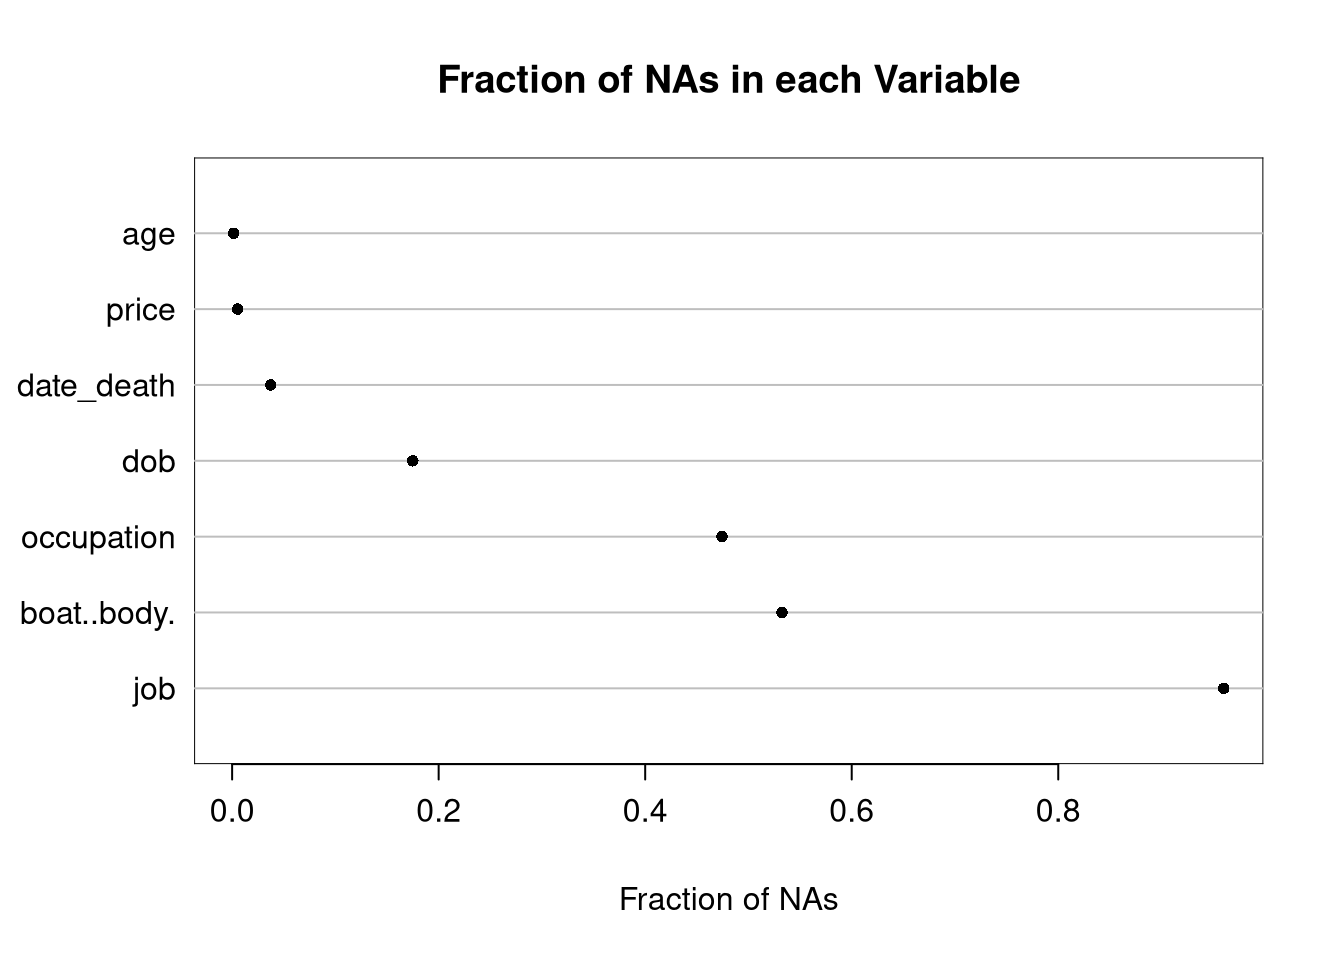 Fraction of NAs in each Variable
age
price
date_death
dob
occupation
boat..body.
job
0.0 0.2 0.4 0.6 0.8
Fraction of NAs